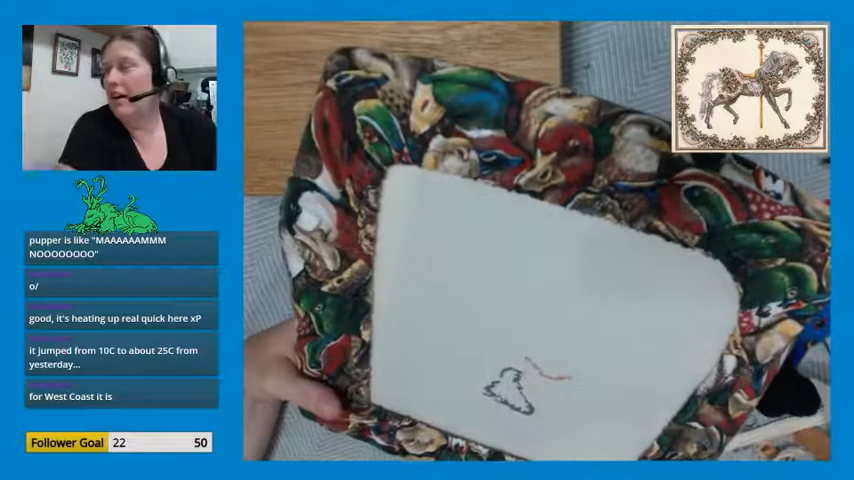 pupper is like "MAAAAAAMMM
NOOOOOOOO"
o/
good, it's heating up real quick here xP
it jumped from 10C to about 25C from
yesterday...
for West Coast it is
Follower Goal 22 50